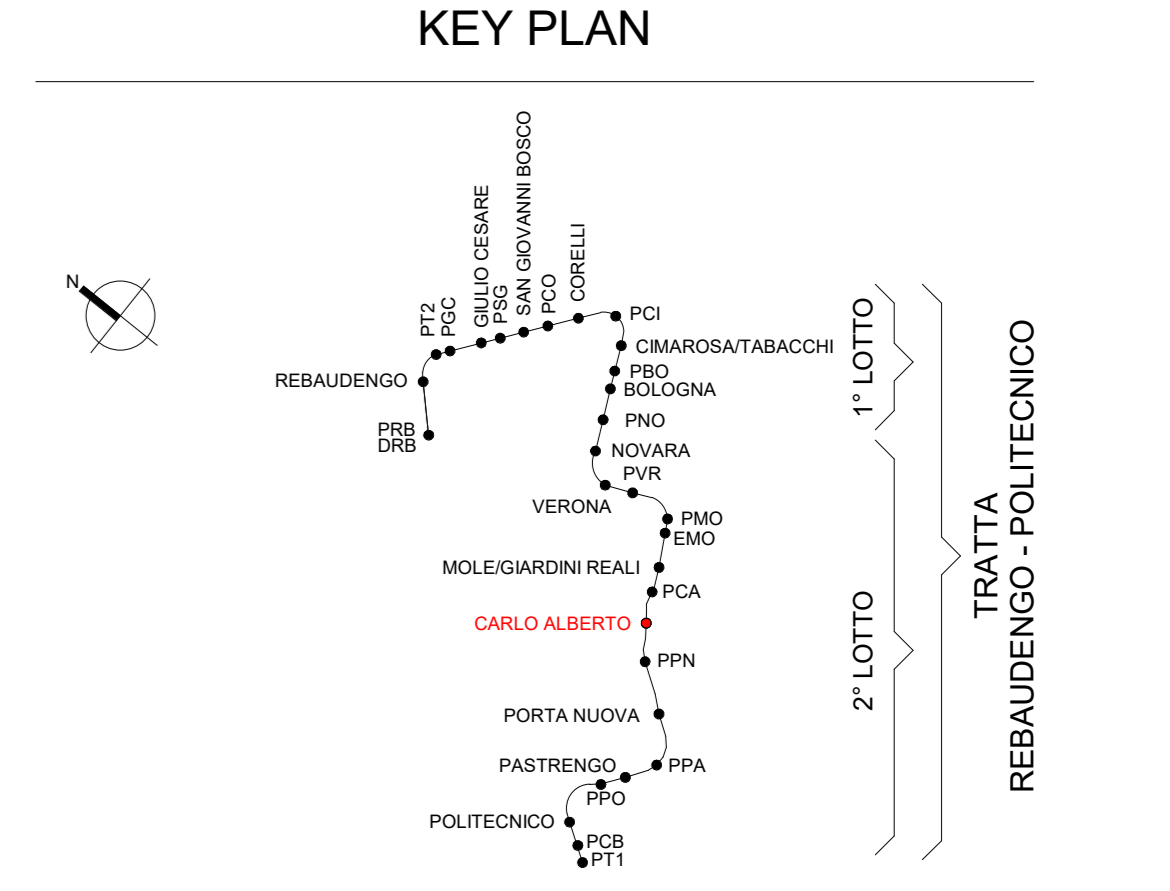 KEY PLAN
N
PT2
PGC
GIULIO CESARE
PSG
SAN GIOVANNI BOSCO
PCO
CORELLI
PCI
CIMAROSA/TABACCHI
REBAUDENGO
PBO
BOLOGNA
PNO
PRB
DRB
NOVARA
PVR
VERONA
PMO
EMO
MOLE/GIARDINI REALI
PCA
CARLO ALBERTO
PPN
PORTA NUOVA
PASTRENGO
PPA
PPO
POLITECNICO
PCB
PT1
1° LOTTO
2° LOTTO
TRATTA
REBAUDENGO - POLITECNICO